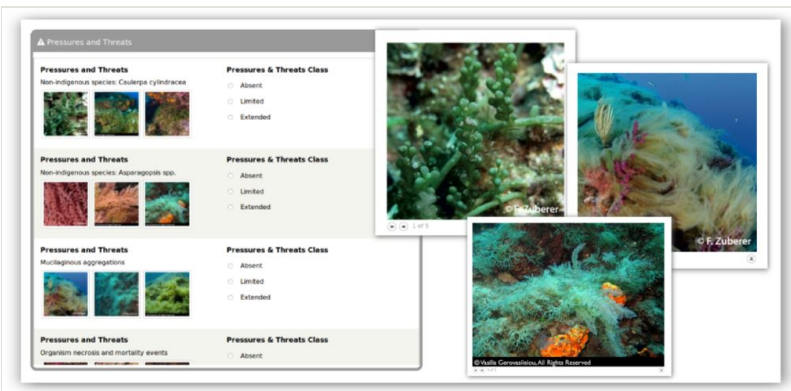 Pressures and Threats
Pressures and Threats
Pressures & Threats Class
Non-indigenous species: Caulerpa cylindracea
Absent
Limited
Extended
Pressures and Threats
Pressures & Threats Class
Non-indigenous species: Asparagopsis spp.
Absent
Limited
Extended
Pressures and Threats
Pressures & Threats Class
Mucilaginous aggregations
Absent
Limited
Extended
Pressures and Threats
Pressures & Threats Class
Organism necrosis and mortality events
Absent
© F. Zuberer
1 of 5
© F. Zuberer
© Vasilis Gerovasileiou, All Rights Reserved